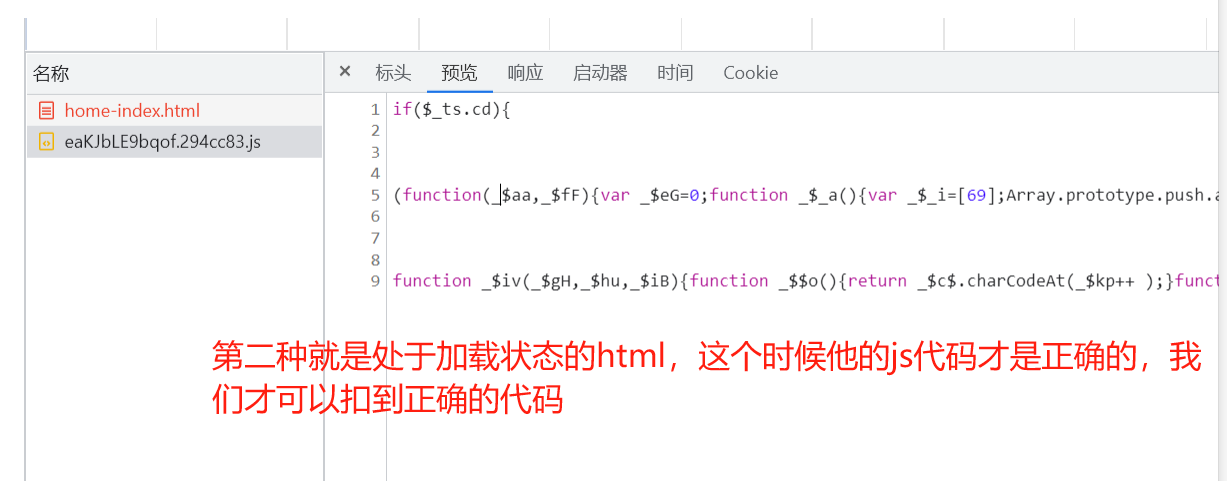 名称
× 标头 预览 响应 启动器 时间 Cookie
home-index.html
eaKJbLE9bqof.294cc83.js
1 if($_ts.cd){
2
3
4
5 (function(_$aa,_$fF){var _$eG=0;function _$_a(){var _$_i=[69];Array.prototype.push.a
6
7
8
9 function _$iv(_$gH,_$hu,_$iB){function _$$o(){return _$c$.charCodeAt(_$kp++ );}funct
第二种就是处于加载状态的html，这个时候他的js代码才是正确的，我
们才可以扣到正确的代码